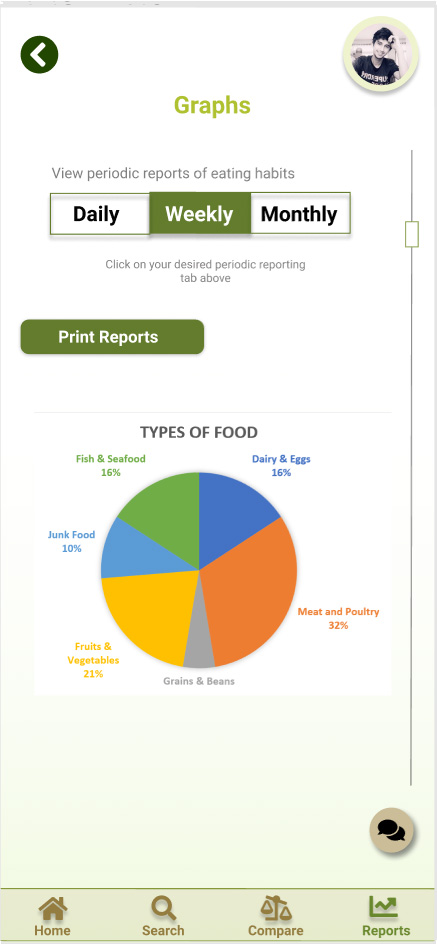 Graphs
View periodic reports of eating habits
Daily
Weekly
Monthly
Click on your desired periodic reporting
tab above
Print Reports
TYPES OF FOOD
Fish & Seafood
16%
Dairy & Eggs
16%
Junk Food
10%
Meat and Poultry
32%
Fruits &
Vegetables
21%
Grains & Beans
Home
Search
Compare
Reports